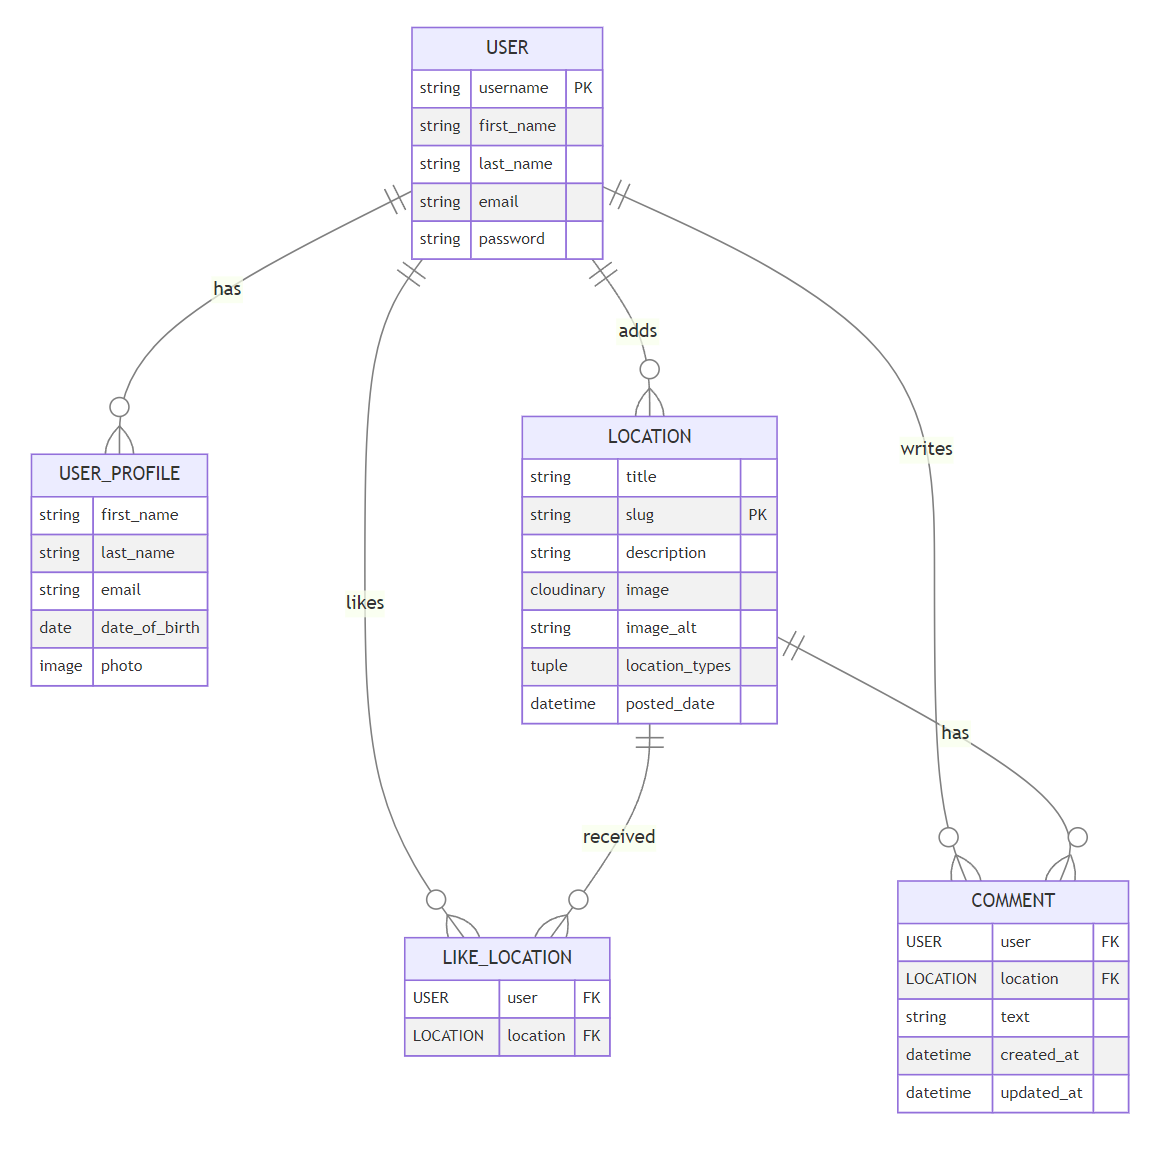 USER
string username PK
string first_name
string last_name
string email
string password
has
adds
writes
likes
USER_PROFILE
string first_name
string last_name
string email
date date_of_birth
image photo
LOCATION
string title
string slug PK
string description
cloudinary image
string image_alt
tuple location_types
datetime posted_date
has
received
LIKE_LOCATION
USER user FK
LOCATION location FK
COMMENT
USER user FK
LOCATION location FK
string text
datetime created_at
datetime updated_at